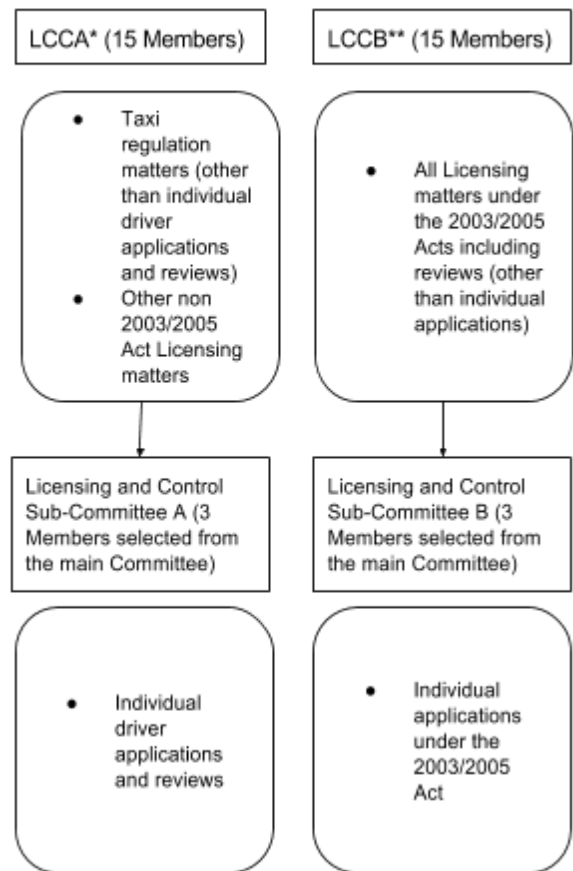 LCCA* (15 Members)
● Taxi
regulation
matters (other
than individual
driver
applications
and reviews)
● Other non
2003/2005
Act Licensing
matters
Licensing and Control
Sub-Committee A (3
Members selected from
the main Committee)
● Individual
driver
applications
and reviews
LCCB** (15 Members)
● All Licensing
matters under
the 2003/2005
Acts including
reviews (other
than individual
applications)
Licensing and Control
Sub-Committee B (3
Members selected from
the main Committee)
● Individual
applications
under the
2003/2005
Act